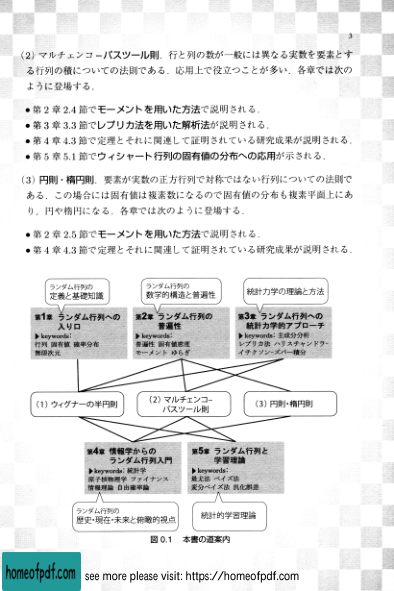 3
(2) マルチェンコ–パスツール則．行と列の数が一般には異なる実数を要素とす
る行列の積についての法則である．応用上で役立つことが多い．各章では次の
ように登場する．
● 第 2 章 2.4 節でモーメントを用いた方法で説明される．
● 第 3 章 3.3 節でレプリカ法を用いた解析法が説明される．
● 第 4 章 4.3 節で定理とそれに関連して証明されている研究成果が説明される．
● 第 5 章 5.1 節でウィシャート行列の固有値の分布への応用が示される．
(3) 円則・楕円則．要素が実数の正方行列で対称ではない行列についての法則で
ある．この場合には固有値は複素数になるので固有値の分布も複素平面上にあ
り，円や楕円になる．各章では次のように登場する．
● 第 2 章 2.5 節でモーメントを用いた方法で説明される．
● 第 4 章 4.3 節で定理とそれに関連して証明されている研究成果が説明される．
ランダム行列の
定義と基礎知識
ランダム行列の
数学的構造と普遍性
統計力学の理論と方法
第1章 ランダム行列への
入り口
▶keywords:
行列 固有値 確率分布
無限次元
第2章 ランダム行列の
普遍性
▶keywords:
普遍性 固有値密度
モーメント ゆらぎ
第3章 ランダム行列への
統計力学的アプローチ
▶keywords: 主成分分析
レプリカ法 ハリスチャンドラ-
イチクソン-ズバー積分
(1) ウィグナーの半円則
(2) マルチェンコ–
パスツール則
(3) 円則・楕円則
第4章 情報学からの
ランダム行列入門
▶keywords: 統計学
原子核物理学 ファイナンス
情報理論 自由確率論
第5章 ランダム行列と
学習理論
▶keywords:
最尤法 ベイズ法
変分ベイズ法 汎化誤差
ランダム行列の
歴史・現在・未来と俯瞰的視点
統計的学習理論
図 0.1 本書の道案内
homeofpdf.com
see more please visit: https://homeofpdf.com